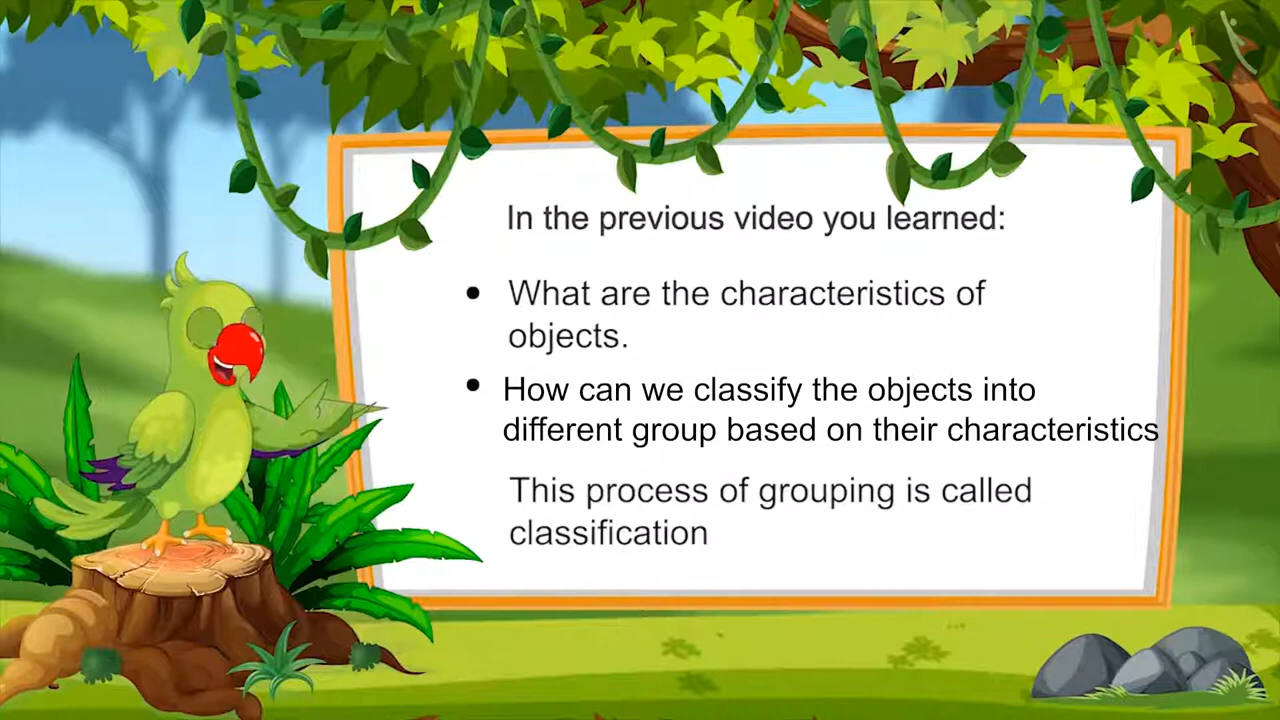 In the previous video you learned:
• What are the characteristics of
objects.
• How can we classify the objects into
different group based on their characteristics
This process of grouping is called
classification